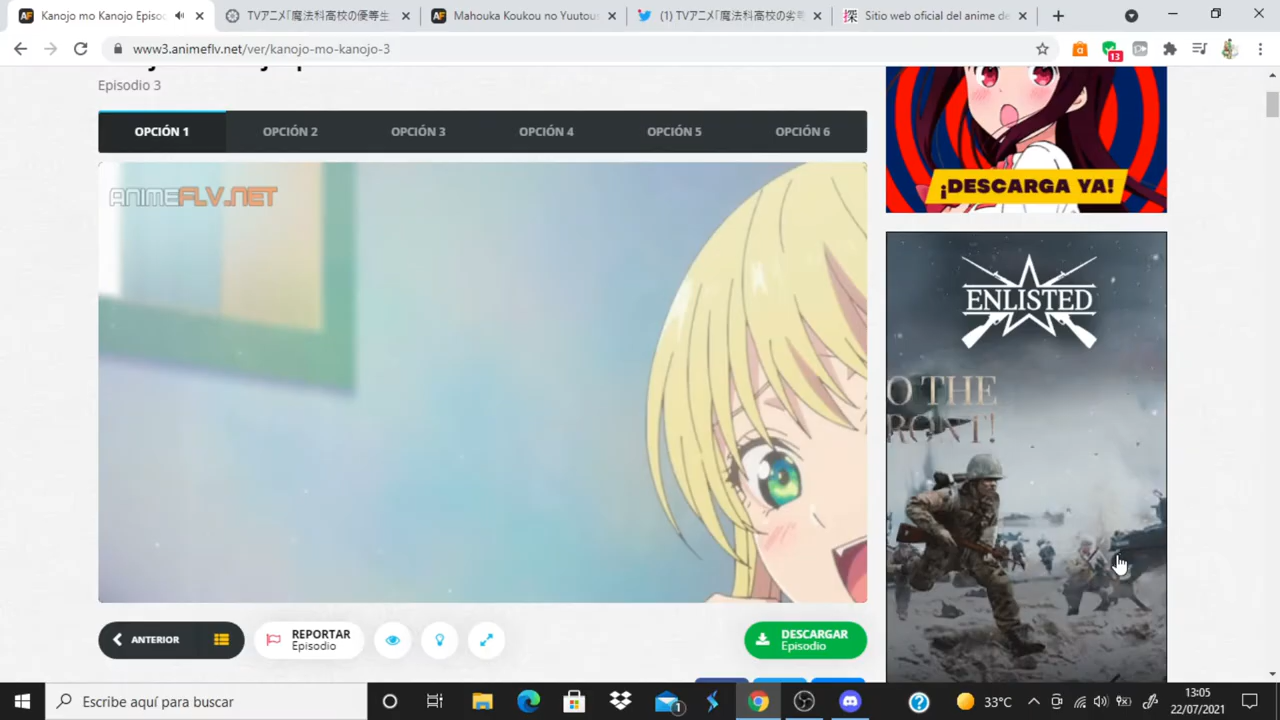 Kanojo mo Kanojo Episo
TVアニメ「魔法科高校の優等生
Mahouka Koukou no Yuutous
(1) TVアニメ「魔法科高校の劣等
Sitio web oficial del anime de
www3.animeflv.net/ver/kanojo-mo-kanojo-3
13
Episodio 3
OPCIÓN 1
OPCIÓN 2
OPCIÓN 3
OPCIÓN 4
OPCIÓN 5
OPCIÓN 6
ANIMEFLV.NET
¡DESCARGA YA!
ENLISTED
O THE
RONT!
ANTERIOR
REPORTAR
Episodio
DESCARGAR
Episodio
Escribe aquí para buscar
1
33°C
13:05
22/07/2021